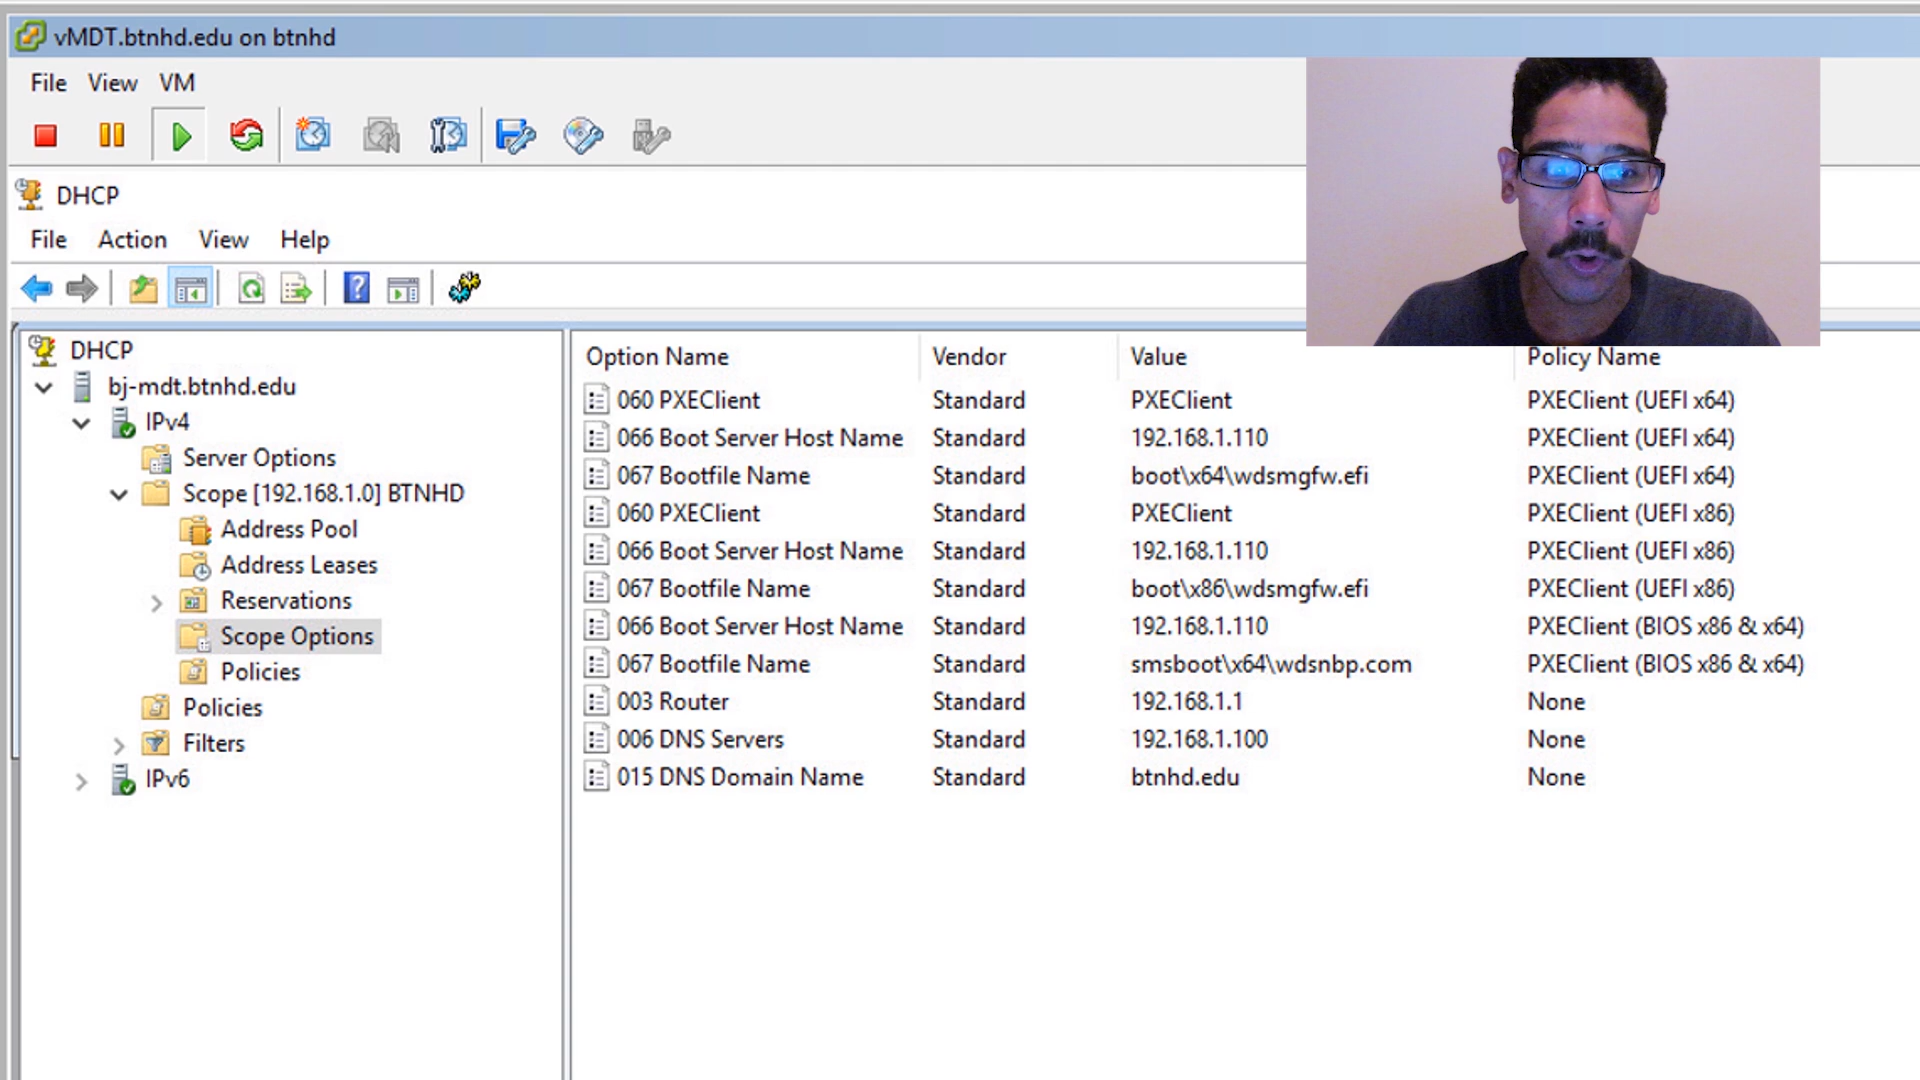 vMDT.btnhd.edu on btnhd
File View VM
DHCP
File Action View Help
DHCP
bj-mdt.btnhd.edu
IPv4
Server Options
Scope [192.168.1.0] BTNHD
Address Pool
Address Leases
Reservations
Scope Options
Policies
Policies
Filters
IPv6
Option Name Vendor Value Policy Name
060 PXEClient Standard PXEClient PXEClient (UEFI x64)
066 Boot Server Host Name Standard 192.168.1.110 PXEClient (UEFI x64)
067 Bootfile Name Standard boot\x64\wdsmgfw.efi PXEClient (UEFI x64)
060 PXEClient Standard PXEClient PXEClient (UEFI x86)
066 Boot Server Host Name Standard 192.168.1.110 PXEClient (UEFI x86)
067 Bootfile Name Standard boot\x86\wdsmgfw.efi PXEClient (UEFI x86)
066 Boot Server Host Name Standard 192.168.1.110 PXEClient (BIOS x86 & x64)
067 Bootfile Name Standard smsboot\x64\wdsnbp.com PXEClient (BIOS x86 & x64)
003 Router Standard 192.168.1.1 None
006 DNS Servers Standard 192.168.1.100 None
015 DNS Domain Name Standard btnhd.edu None